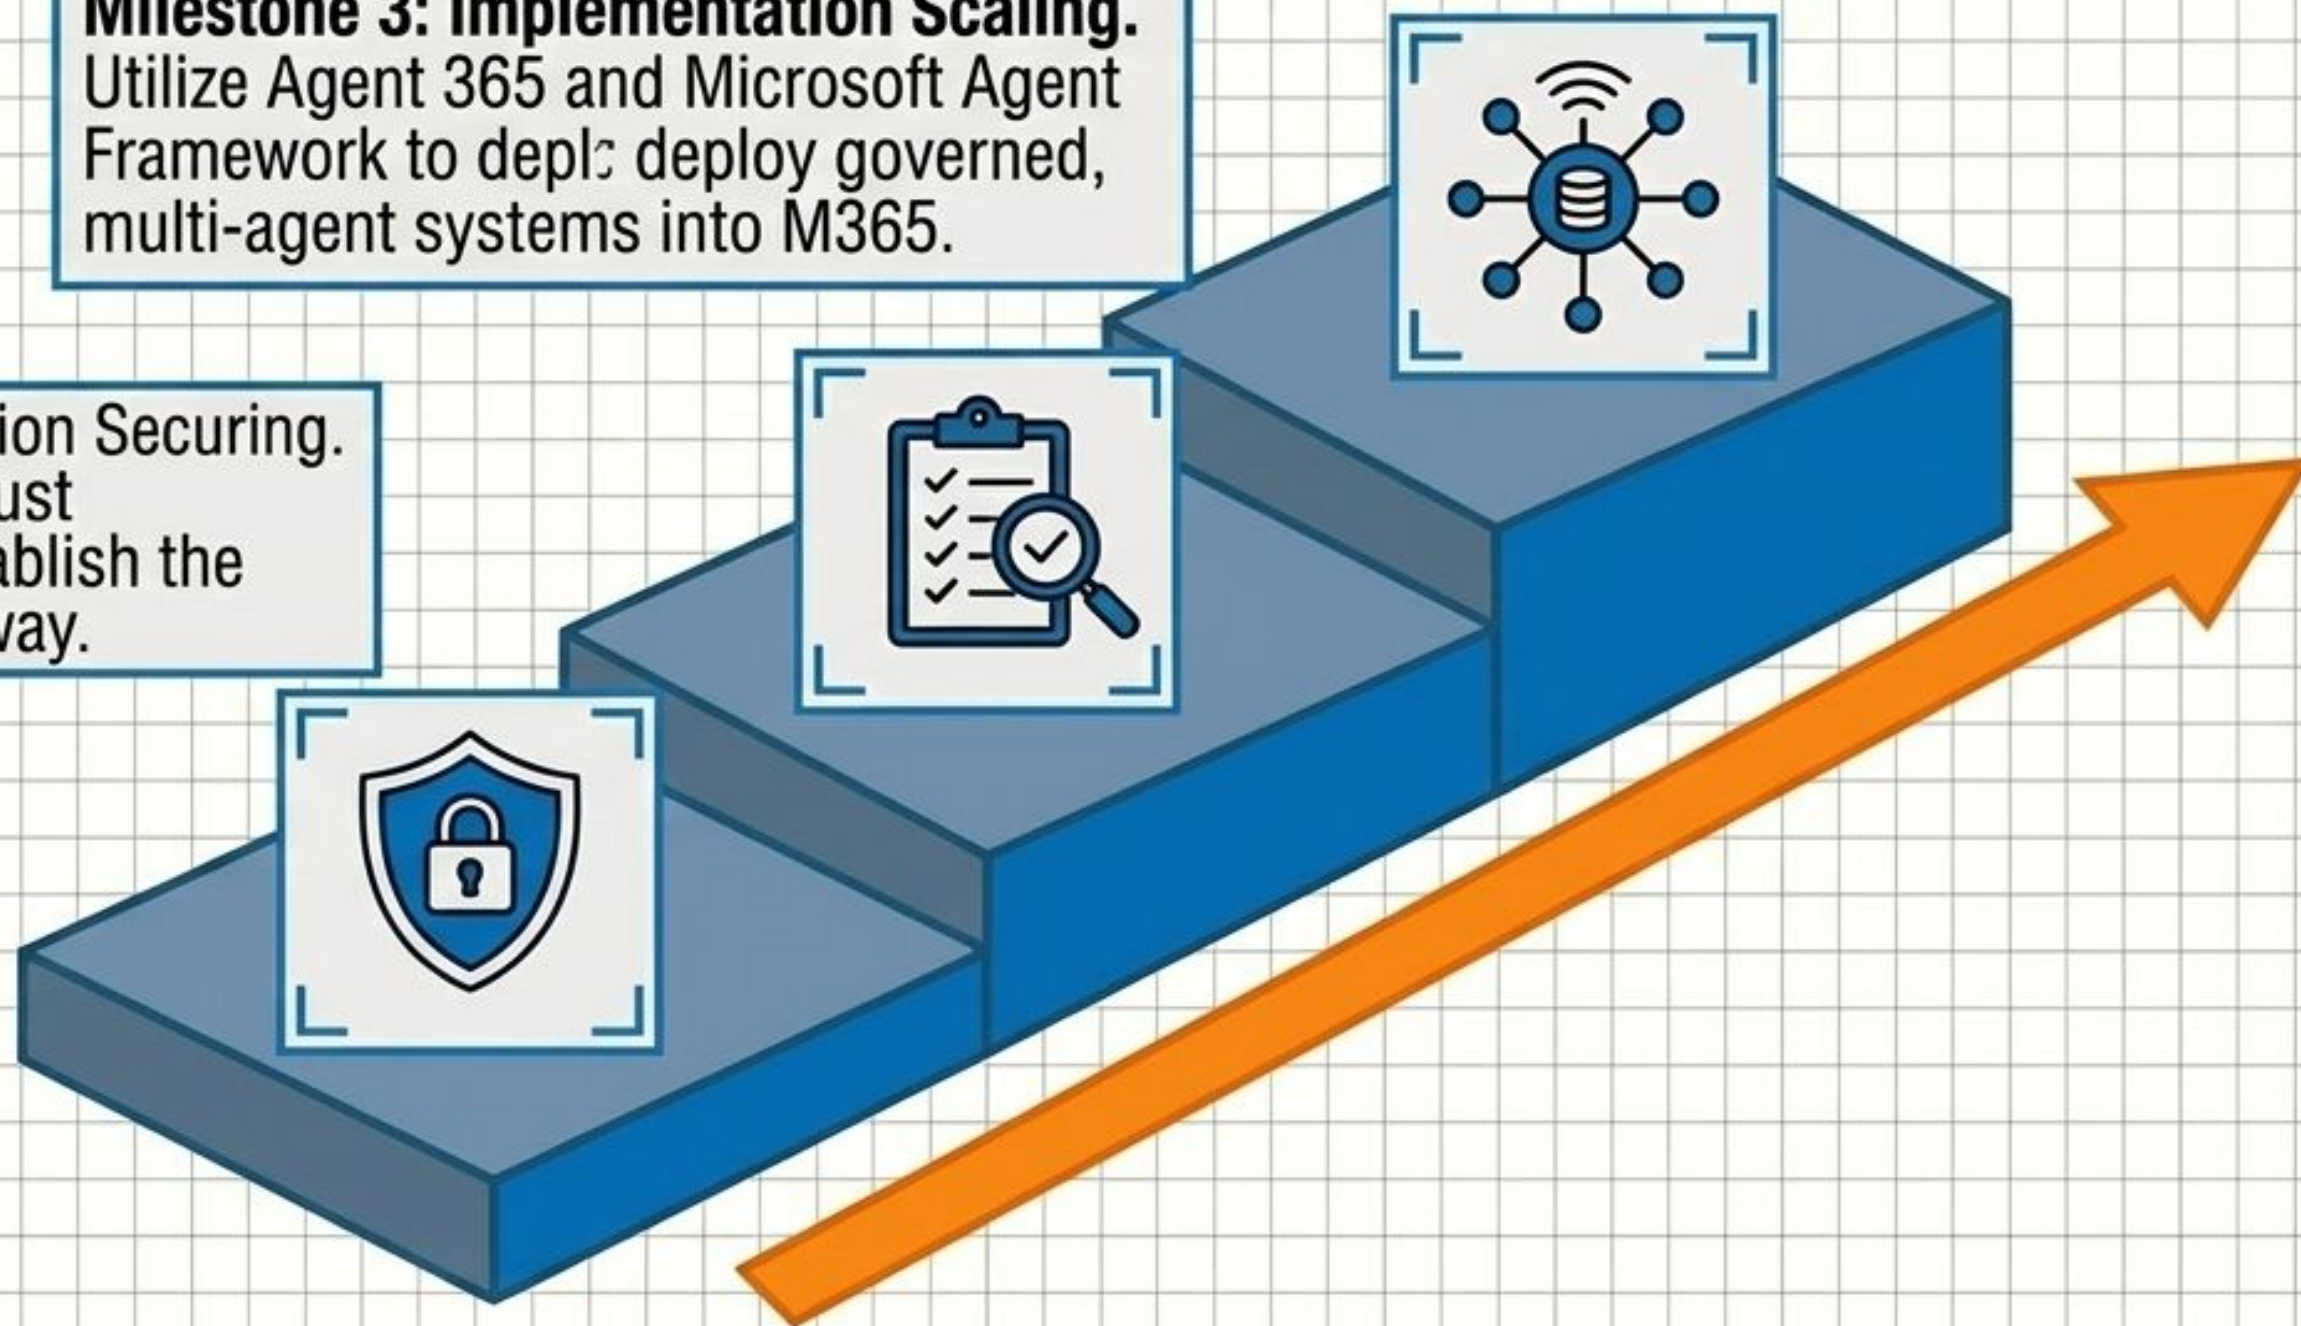 Milestone 3: Implementation Scaling.
Utilize Agent 365 and Microsoft Agent
Framework to depl deploy governed,
multi-agent systems into M365.
ion Securing.
ust
ablish the
way.